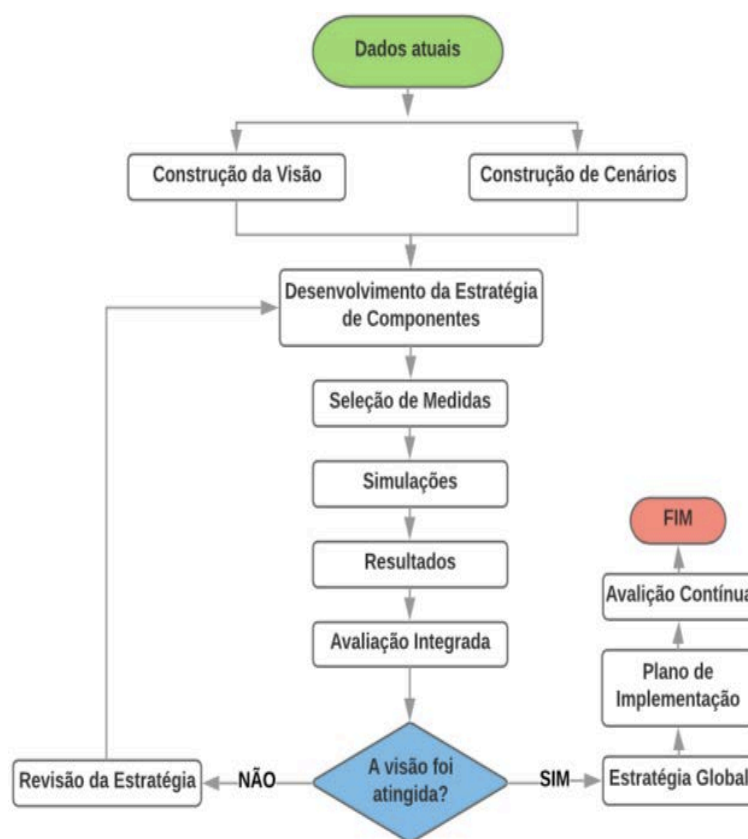 Dados atuais
Construção da Visão
Construção de Cenários
Desenvolvimento da Estratégia
de Componentes
Seleção de Medidas
Simulações
Resultados
Avaliação Integrada
A visão foi
atingida?
NÃO
Revisão da Estratégia
SIM
Estratégia Global
Plano de
Implementação
Avalição Contínua
FIM